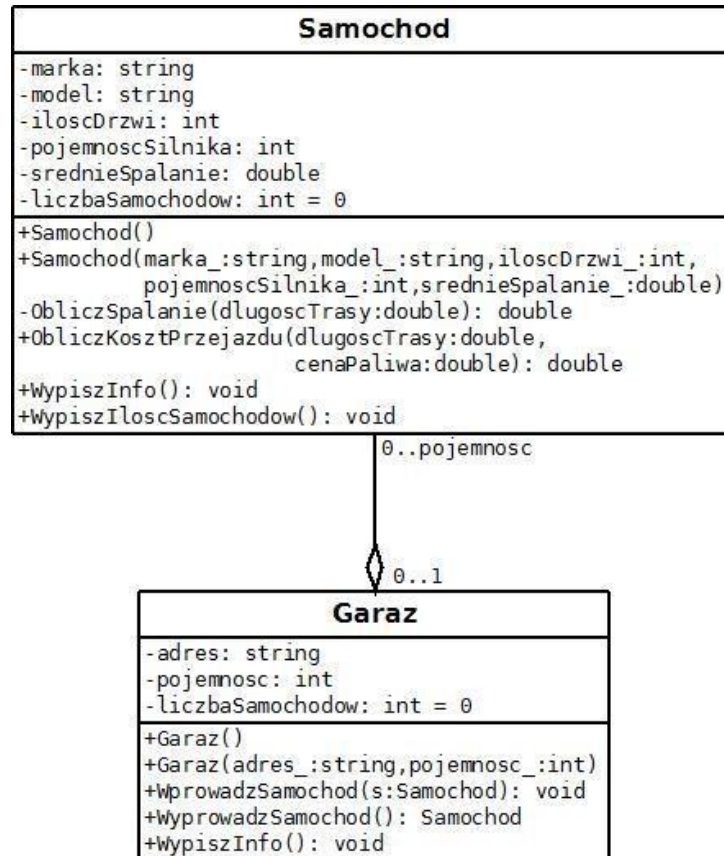 Samochod
-marka: string
-model: string
-iloscDrzwi: int
-pojemnoscSilnika: int
-srednieSpalanie: double
-liczbaSamochodow: int = 0
+Samochod()
+Samochod(marka_:string,model_:string,iloscDrzwi_:int,
pojemnoscSilnika_:int,srednieSpalanie_:double)
-ObliczSpalanie(dlugoscTrasy:double): double
+ObliczKosztPrzejazdu(dlugoscTrasy:double,
cenaPaliwa:double): double
+WypiszInfo(): void
+WypiszIloscSamochodow(): void
0..pojemnosc
0..1
Garaz
-adres: string
-pojemnosc: int
-liczbaSamochodow: int = 0
+Garaz()
+Garaz(adres_:string,pojemnosc_:int)
+WprowadzSamochod(s:Samochod): void
+WyprowadzSamochod(): Samochod
+WypiszInfo(): void